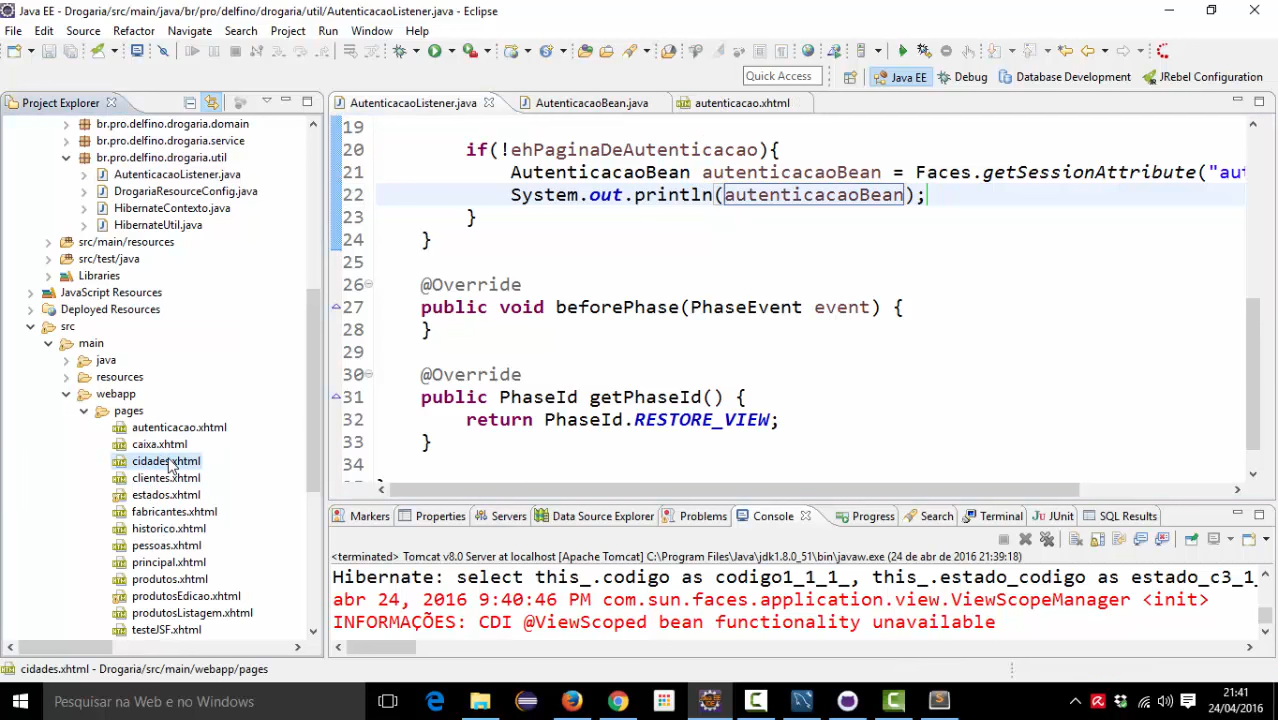 Java EE - Drogaria/src/main/java/br/pro/delfino/drogaria/util/AutenticacaoListener.java - Eclipse
File Edit Source Refactor Navigate Search Project Run Window Help
Quick Access
Java EE
Debug
Database Development
JRebel Configuration
Project Explorer
br.pro.delfino.drogaria.domain
br.pro.delfino.drogaria.service
br.pro.delfino.drogaria.util
AutenticacaoListener.java
DrogariaResourceConfig.java
HibernateContexto.java
HibernateUtil.java
src/main/resources
src/test/java
Libraries
JavaScript Resources
Deployed Resources
src
main
java
resources
webapp
pages
autenticacao.xhtml
caixa.xhtml
cidades.xhtml
clientes.xhtml
estados.xhtml
fabricantes.xhtml
historico.xhtml
pessoas.xhtml
principal.xhtml
produtos.xhtml
produtosEdicao.xhtml
produtosListagem.xhtml
testeJSF.xhtml
AutenticacaoListener.java AutenticacaoBean.java autenticacao.xhtml
19
20 if(!ehPaginaDeAutenticacao){
21 AutenticacaoBean autenticacaoBean = Faces.getSessionAttribute("aut
22 System.out.println(autenticacaoBean);
23 }
24 }
25
26 @Override
27 public void beforePhase(PhaseEvent event) {
28 }
29
30 @Override
31 public PhaseId getPhaseId() {
32 return PhaseId.RESTORE_VIEW;
33 }
34
Markers Properties Servers Data Source Explorer Problems Console Progress Search Terminal JUnit SQL Results
<terminated> Tomcat v8.0 Server at localhost [Apache Tomcat] C:\Program Files\Java\jdk1.8.0_51\bin\javaw.exe (24 de abr de 2016 21:39:18)
Hibernate: select this_.codigo as codigo1_1_1_, this_.estado_codigo as estado_c3_1_
abr 24, 2016 9:40:46 PM com.sun.faces.application.view.ViewScopeManager <init>
INFORMAÇÕES: CDI @ViewScoped bean functionality unavailable
cidades.xhtml - Drogaria/src/main/webapp/pages
Pesquisar na Web e no Windows
21:41
24/04/2016